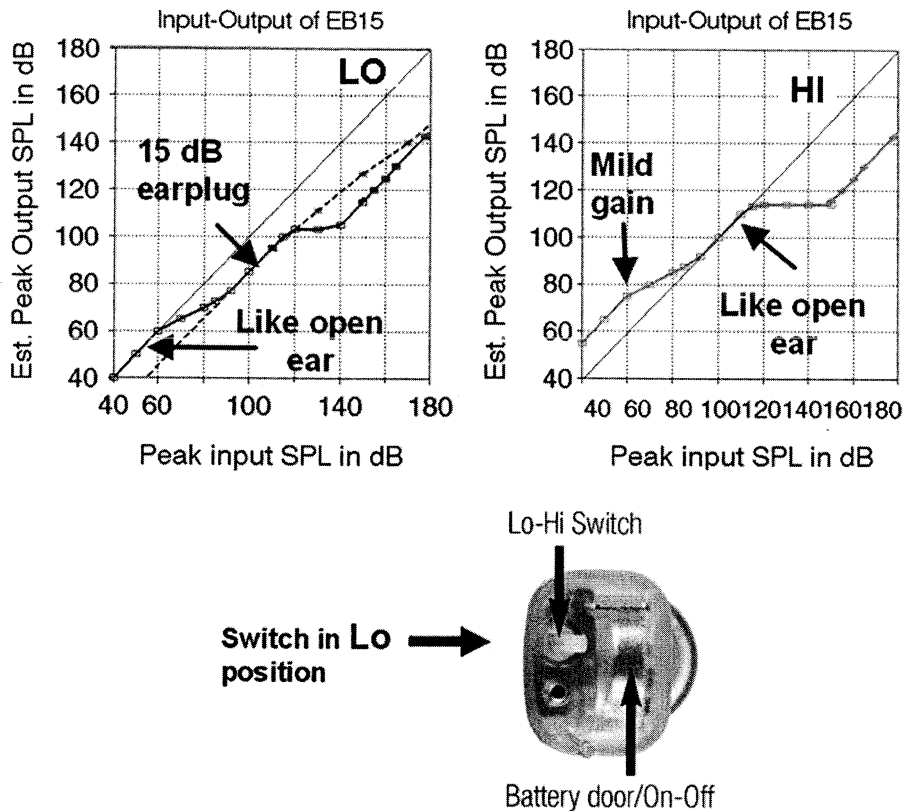 Input-Output of EB15
Est. Peak Output SPL in dB
180
160
140
120
100
80
60
40
LO
15 dB
earplug
Like open
ear
40 60 100 140 180
Peak input SPL in dB
Input-Output of EB15
Est. Peak Output SPL in dB
180
160
140
120
100
80
60
40
HI
Mild
gain
Like open
ear
40 60 80 100120140160180
Peak input SPL in dB
Lo-Hi Switch
Switch in Lo
position
Battery door/On-Off